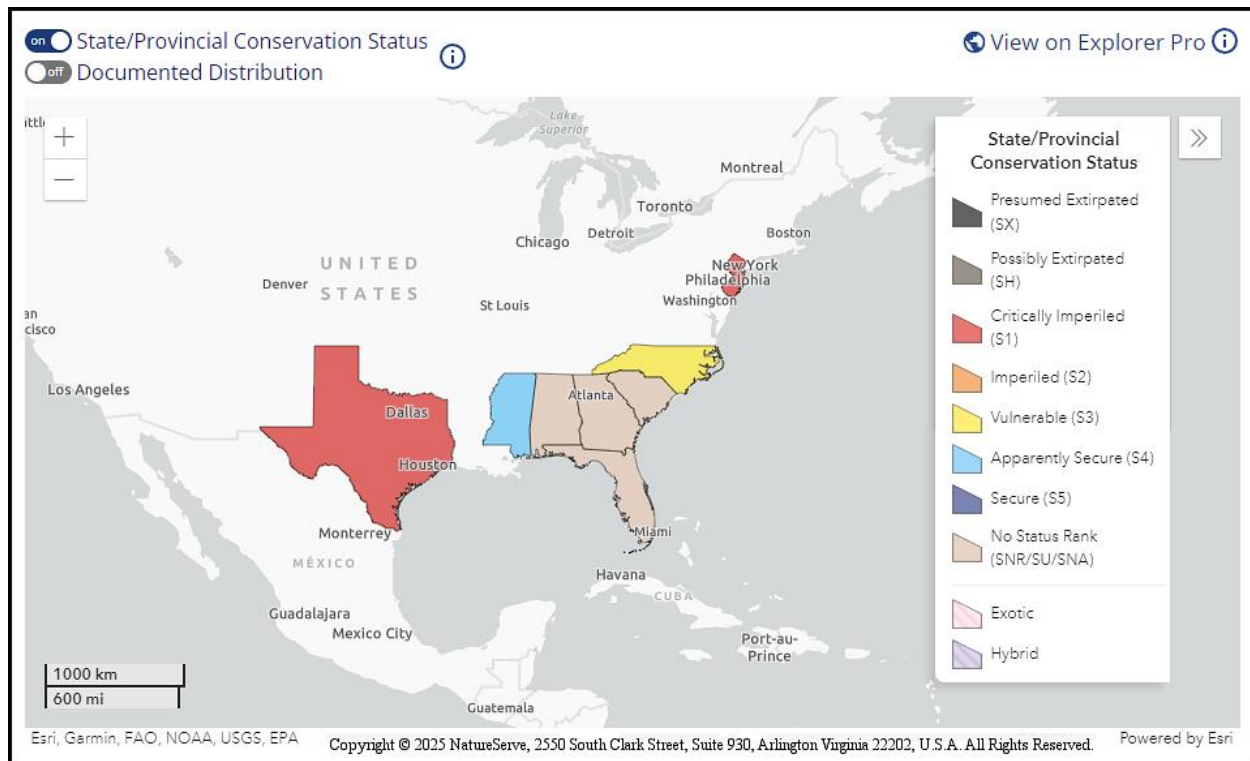 on State/Provincial Conservation Status
off Documented Distribution
View on Explorer Pro
Lake
Superior
Montreal
Toronto
Detroit
Boston
Chicago
New York
Philadelphia
Washington
UNITED
STATES
Denver
St Louis
Los Angeles
Atlanta
Dallas
Houston
Monterrey
Miami
MÉXICO
Havana
CUBA
Guadalajara
Mexico City
Port-au-
Prince
Guatemala
State/Provincial
Conservation Status
Presumed Extirpated
(SX)
Possibly Extirpated
(SH)
Critically Imperiled
(S1)
Imperiled (S2)
Vulnerable (S3)
Apparently Secure (S4)
Secure (S5)
No Status Rank
(SNR/SU/SNA)
Exotic
Hybrid
1000 km
600 mi
Esri, Garmin, FAO, NOAA, USGS, EPA
Copyright © 2025 NatureServe, 2550 South Clark Street, Suite 930, Arlington Virginia 22202, U.S.A. All Rights Reserved.
Powered by Esri